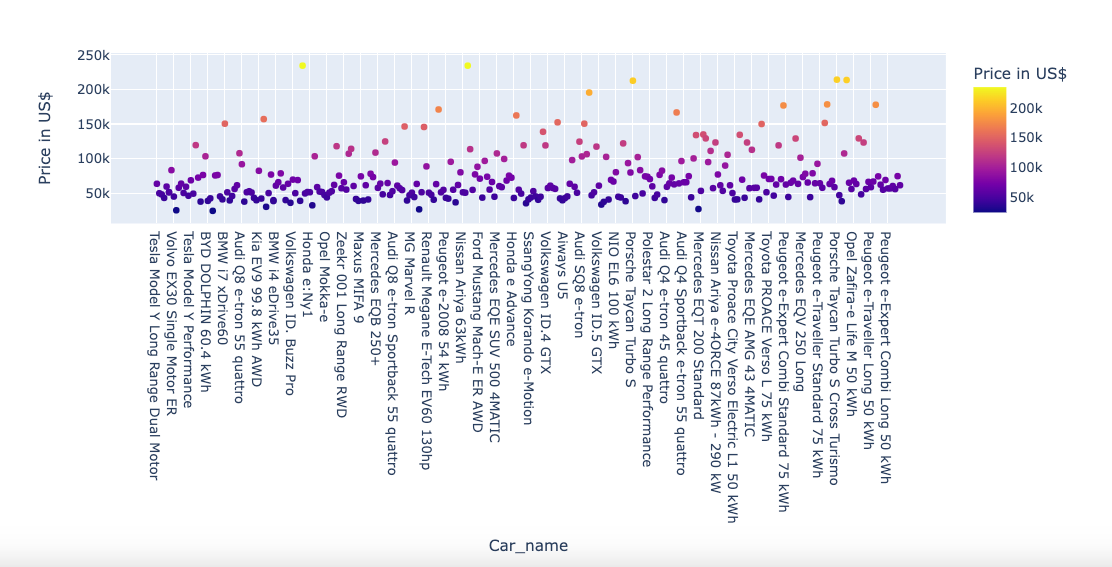 250k
200k
150k
100k
50k
Price in US$
Tesla Model Y Long Range Dual Motor
Volvo EX30 Single Motor ER
Tesla Model Y Performance
BYD DOLPHIN 60.4 kWh
BMW i7 xDrive60
Audi Q8 e-tron 55 quattro
Kia EV9 99.8 kWh AWD
BMW i4 eDrive35
Volkswagen ID. Buzz Pro
Honda e:Ny1
Opel Mokka-e
Zeekr 001 Long Range RWD
Maxus MIFA 9
Mercedes EQB 250+
Audi Q8 e-tron Sportback 55 quattro
MG Marvel R
Renault Megane E-Tech EV60 130hp
Peugeot e-2008 54 kWh
Nissan Ariya 63kWh
Ford Mustang Mach-E ER AWD
Mercedes EQE SUV 500 4MATIC
Honda e Advance
SsangYong Korando e-Motion
Volkswagen ID.4 GTX
Aiways U5
Audi SQ8 e-tron
Volkswagen ID.5 GTX
NIO EL6 100 kWh
Porsche Taycan Turbo S
Polestar 2 Long Range Performance
Audi Q4 e-tron 45 quattro
Audi Q4 Sportback e-tron 55 quattro
Mercedes EQT 200 Standard
Nissan Ariya e-4ORCE 87kWh - 290 kW
Toyota Proace City Verso Electric L1 50 kWh
Mercedes EQE AMG 43 4MATIC
Toyota PROACE Verso L 75 kWh
Peugeot e-Expert Combi Standard 75 kWh
Mercedes EQV 250 Long
Peugeot e-Traveller Standard 75 kWh
Porsche Taycan Turbo S Cross Turismo
Opel Zafira-e Life M 50 kWh
Peugeot e-Traveller Long 50 kWh
Peugeot e-Expert Combi Long 50 kWh
Car_name
Price in US$
200k
150k
100k
50k